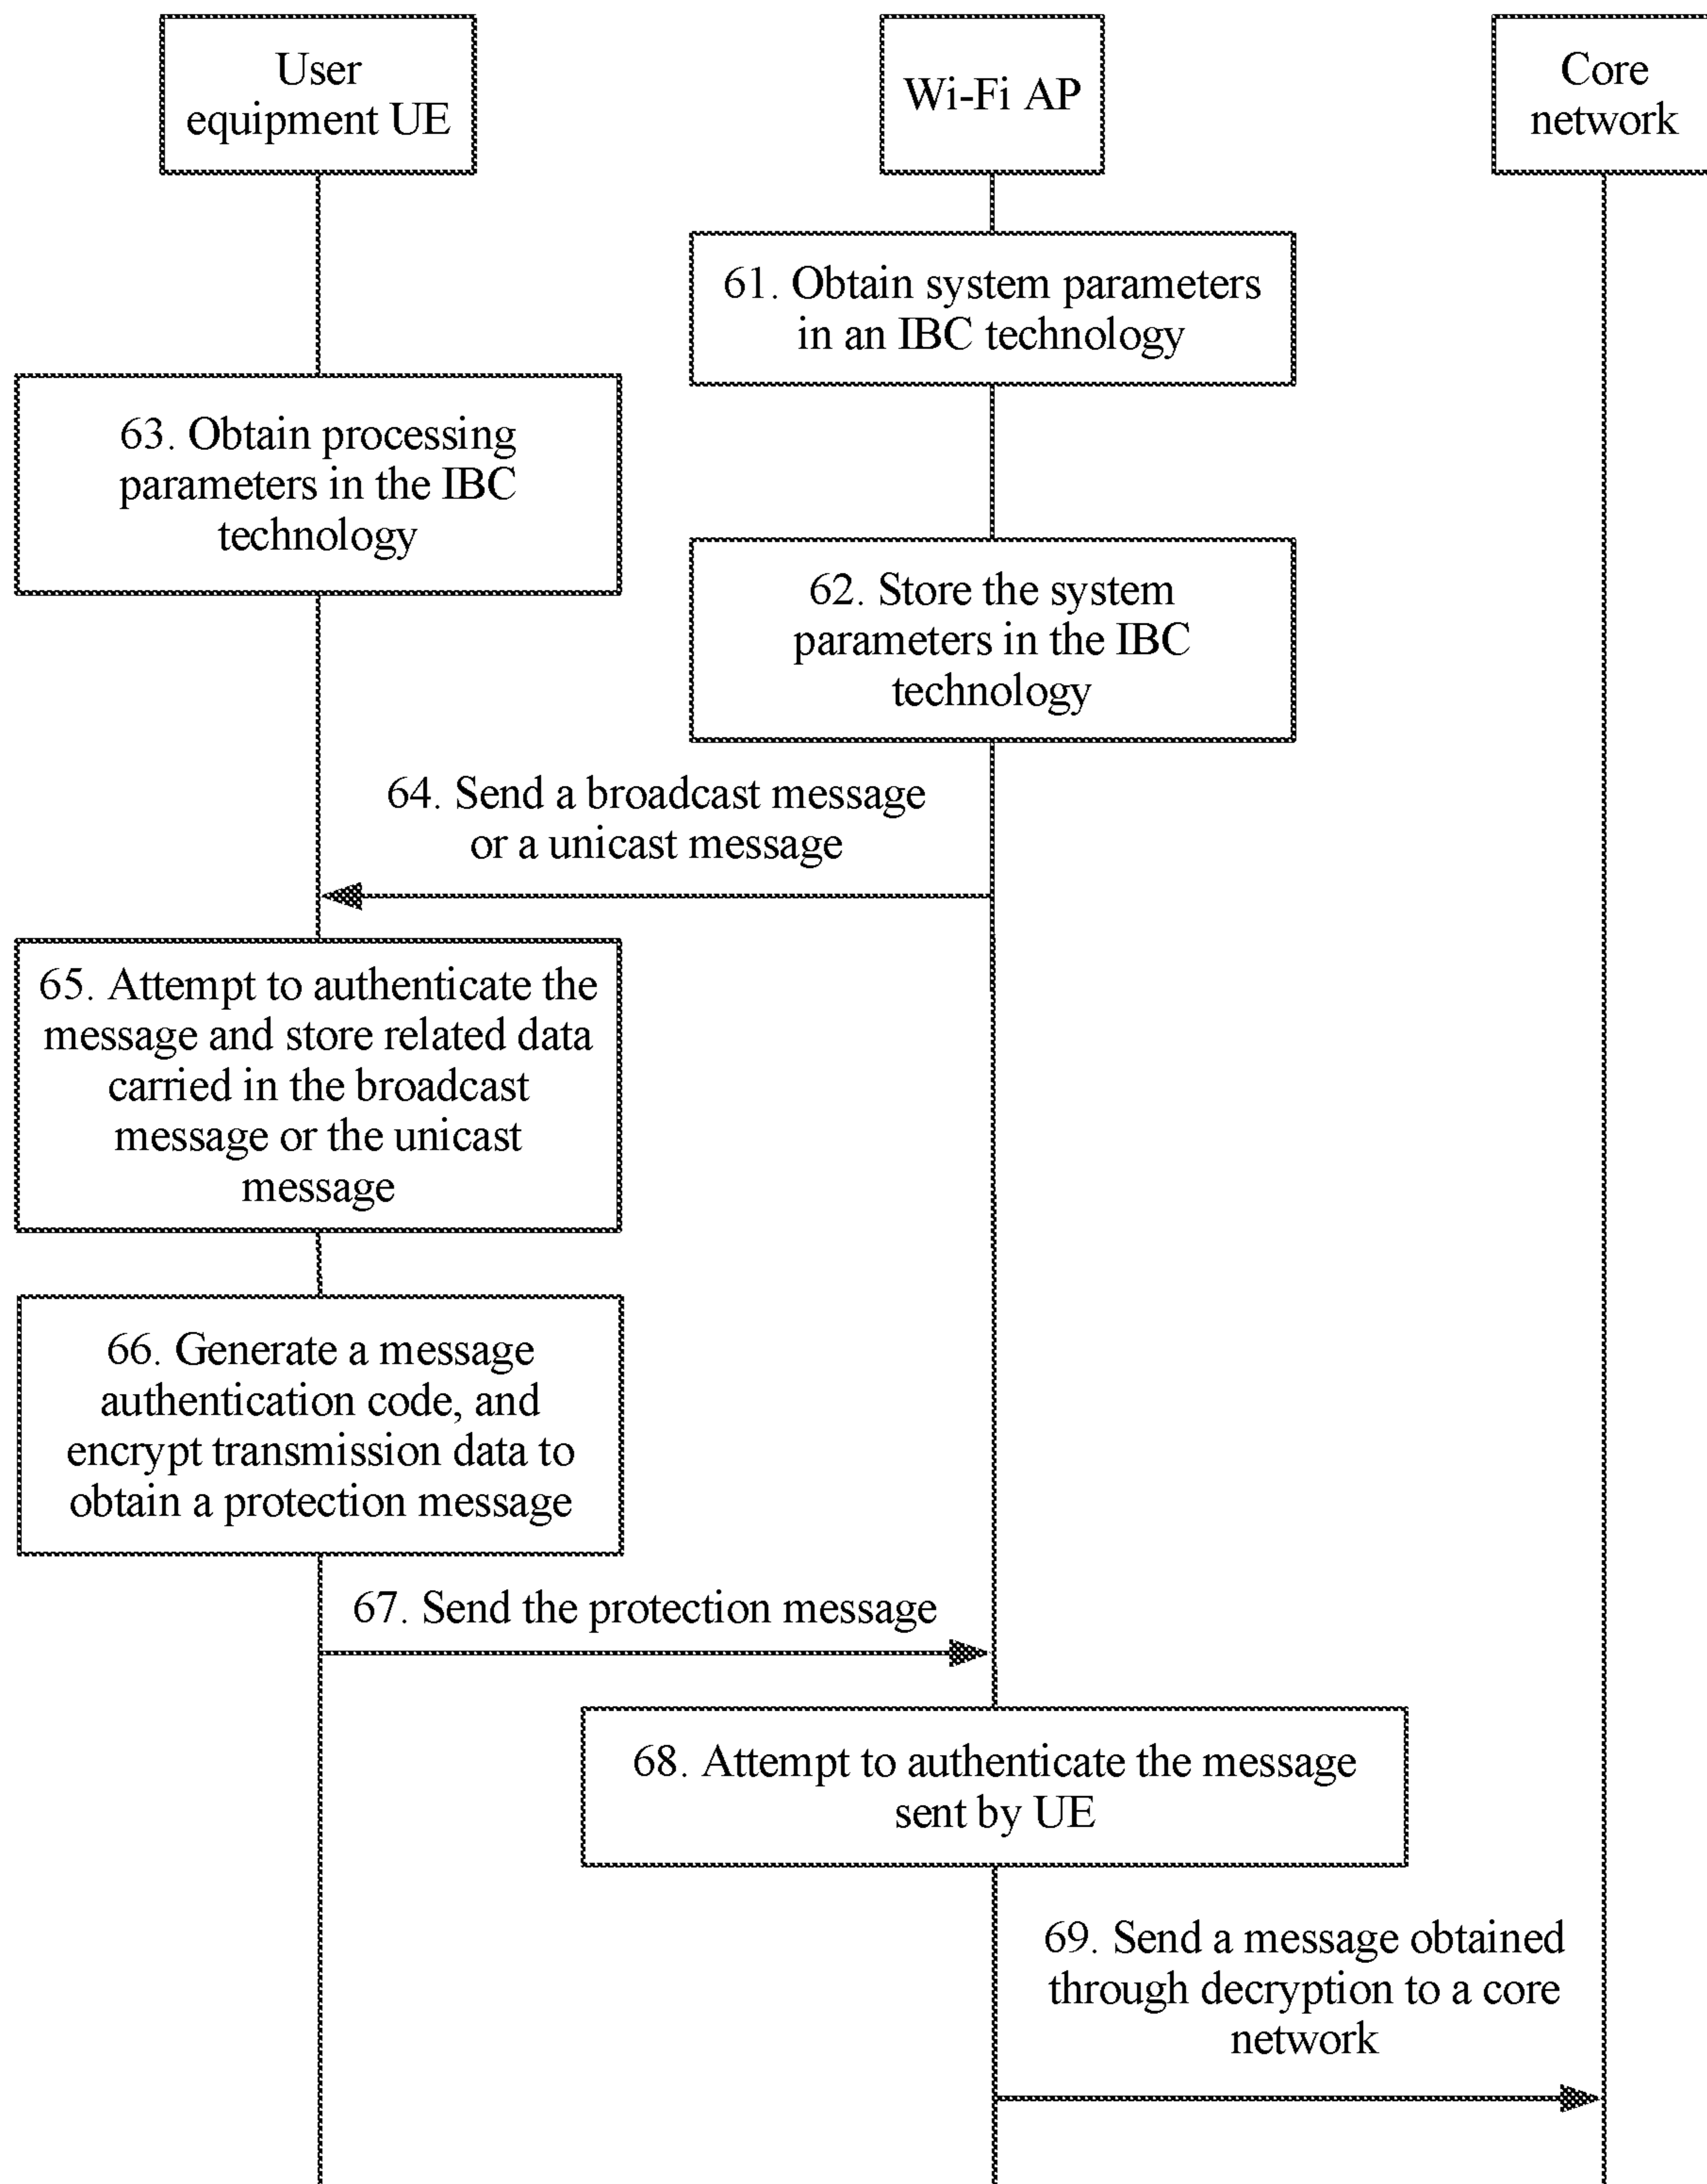 User
equipment UE
Wi-Fi AP
Core
network
61. Obtain system parameters
in an IBC technology
63. Obtain processing
parameters in the IBC
technology
62. Store the system
parameters in the IBC
technology
64. Send a broadcast message
or a unicast message
65. Attempt to authenticate the
message and store related data
carried in the broadcast
message or the unicast
message
66. Generate a message
authentication code, and
encrypt transmission data to
obtain a protection message
67. Send the protection message
68. Attempt to authenticate the message
sent by UE
69. Send a message obtained
through decryption to a core
network